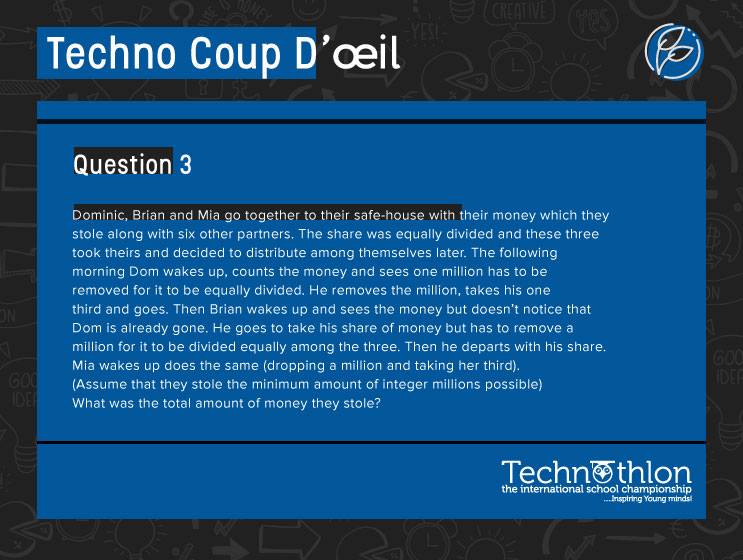 YES!
CREATIVE
Yes
Techno Coup D'œil
Question 3
Dominic, Brian and Mia go together to their safe-house with their money which they
stole along with six other partners. The share was equally divided and these three
took theirs and decided to distribute among themselves later. The following
morning Dom wakes up, counts the money and sees one million has to be
removed for it to be equally divided. He removes the million, takes his one
third and goes. Then Brian wakes up and sees the money but doesn't notice that
Dom is already gone. He goes to take his share of money but has to remove a
million for it to be divided equally among the three. Then he departs with his share.
Mia wakes up does the same (dropping a million and taking her third).
(Assume that they stole the minimum amount of integer millions possible)
What was the total amount of money they stole?
GOOD
IDEA
Technothlon
the international school championship
....Inspiring Young minds!